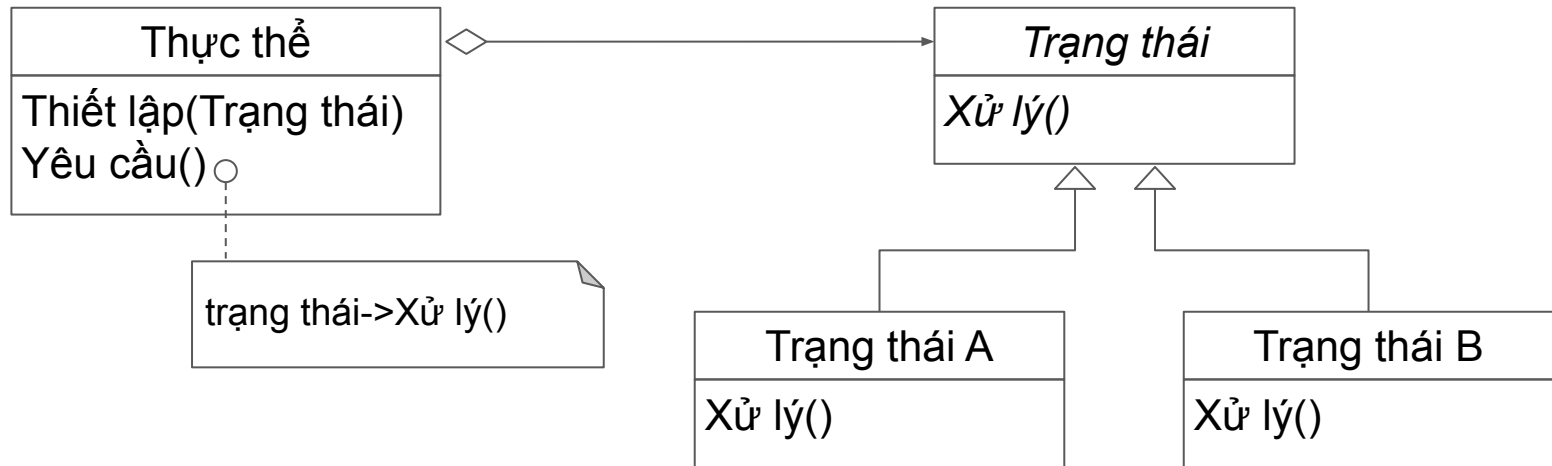 Thực thể
Thiết lập(Trạng thái)
Yêu cầu()
trạng thái->Xử lý()
Trạng thái
Xử lý()
Trạng thái A
Xử lý()
Trạng thái B
Xử lý()